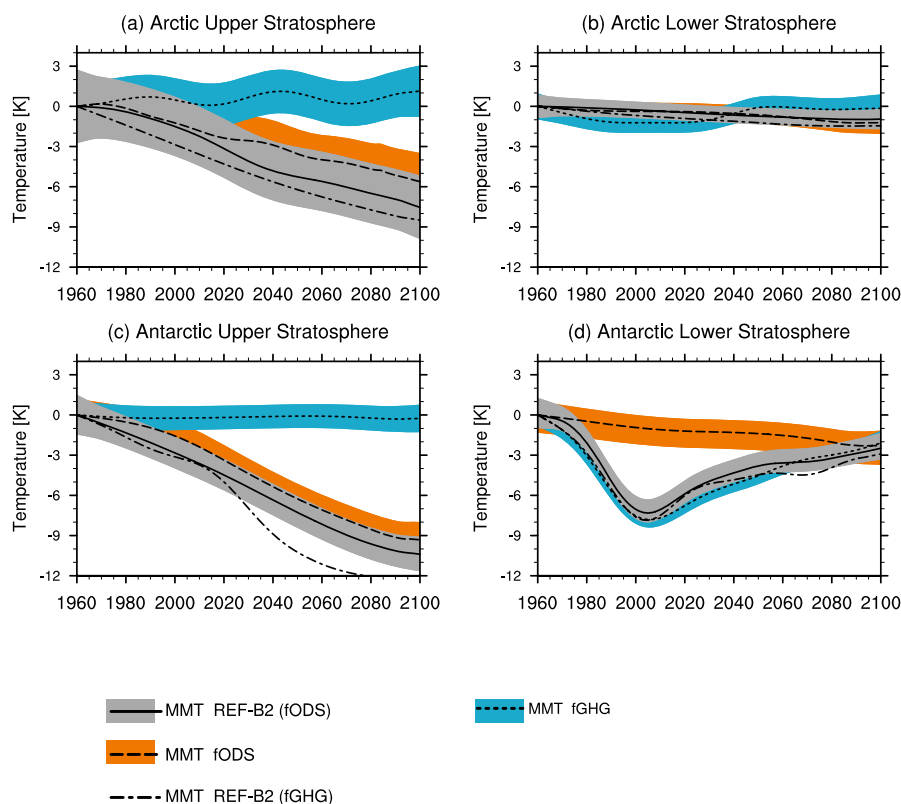 (a) Arctic Upper Stratosphere
(b) Arctic Lower Stratosphere
Temperature [K]
3
0
-3
-6
-9
-12
1960 1980 2000 2020 2040 2060 2080 2100
Temperature [K]
3
0
-3
-6
-9
-12
1960 1980 2000 2020 2040 2060 2080 2100
(c) Antarctic Upper Stratosphere
(d) Antarctic Lower Stratosphere
Temperature [K]
3
0
-3
-6
-9
-12
1960 1980 2000 2020 2040 2060 2080 2100
Temperature [K]
3
0
-3
-6
-9
-12
1960 1980 2000 2020 2040 2060 2080 2100
MMT REF-B2 (fODS)
MMT fGHG
MMT fODS
MMT REF-B2 (fGHG)